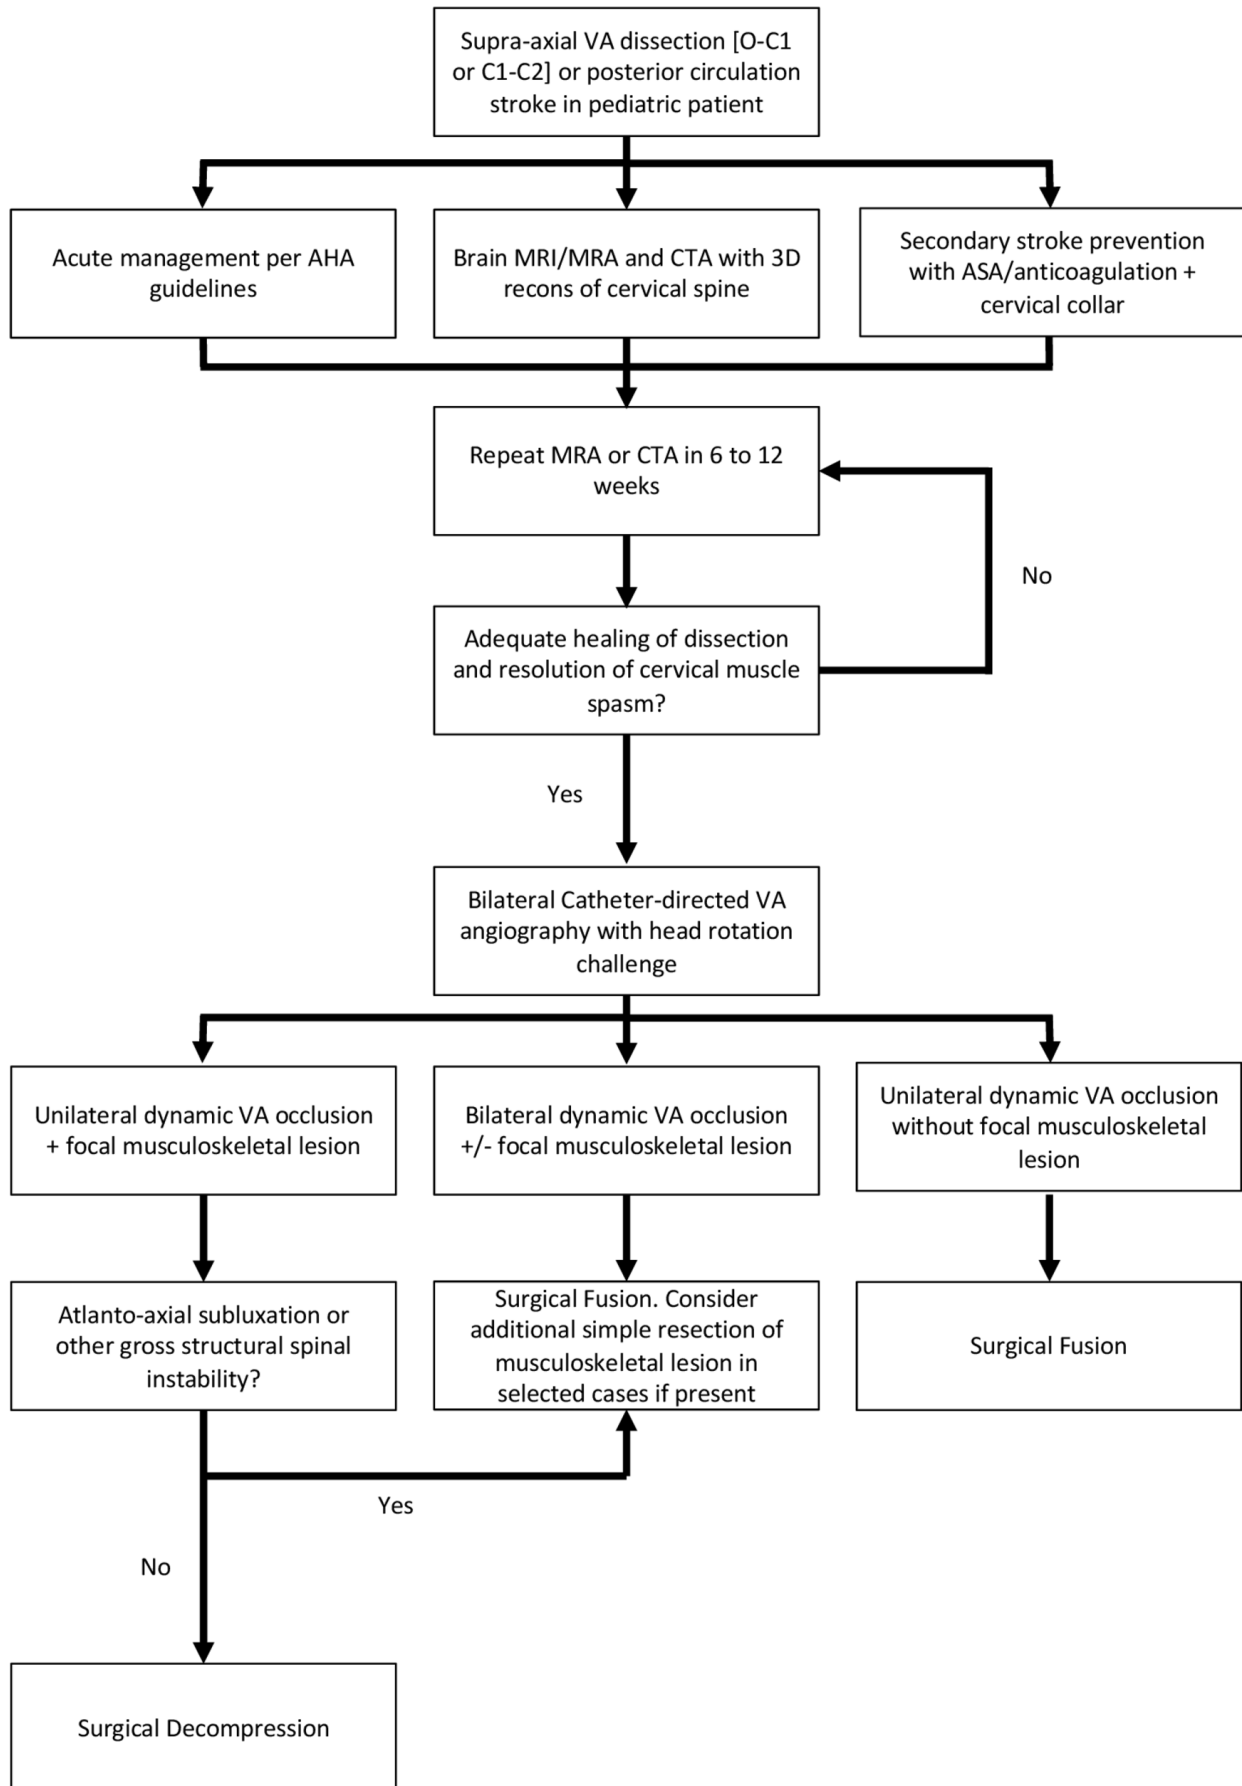 Supra-axial VA dissection [O-C1
or C1-C2] or posterior circulation
stroke in pediatric patient
Acute management per AHA
guidelines
Brain MRI/MRA and CTA with 3D
recons of cervical spine
Secondary stroke prevention
with ASA/anticoagulation +
cervical collar
Repeat MRA or CTA in 6 to 12
weeks
No
Adequate healing of dissection
and resolution of cervical muscle
spasm?
Yes
Bilateral Catheter-directed VA
angiography with head rotation
challenge
Unilateral dynamic VA occlusion
+ focal musculoskeletal lesion
Bilateral dynamic VA occlusion
+/- focal musculoskeletal lesion
Unilateral dynamic VA occlusion
without focal musculoskeletal
lesion
Atlanto-axial subluxation or
other gross structural spinal
instability?
Surgical Fusion. Consider
additional simple resection of
musculoskeletal lesion in
selected cases if present
Surgical Fusion
Yes
No
Surgical Decompression